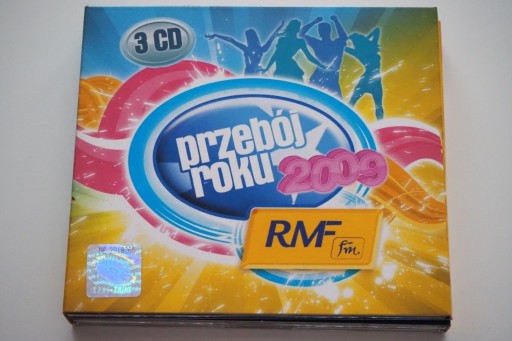 3 CD
przebój
roku 2009
RMF
fm.